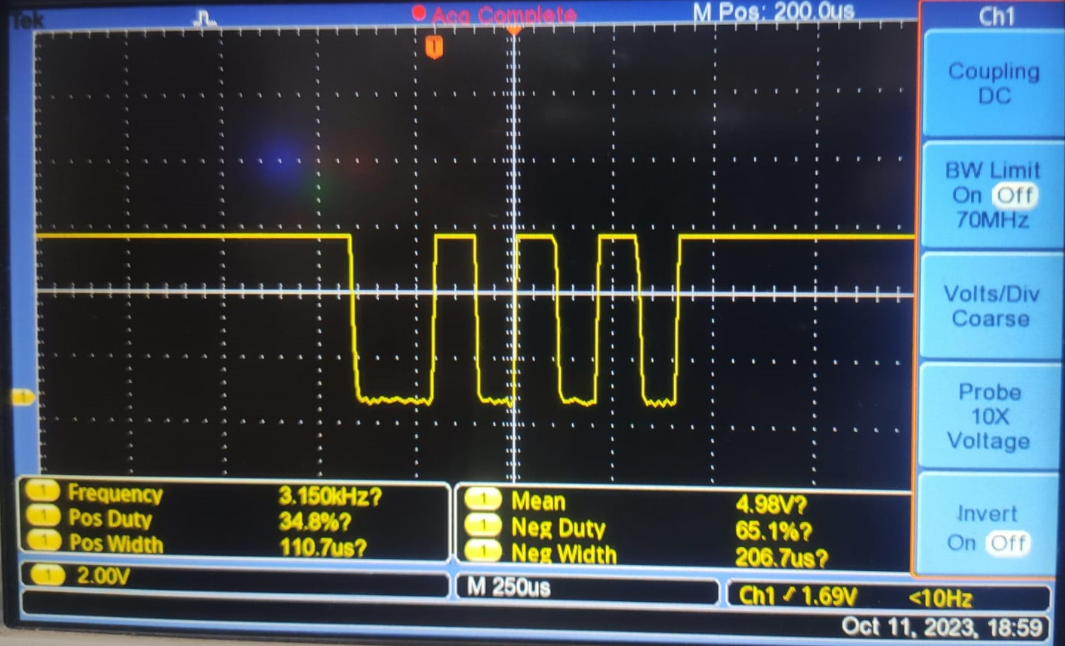 Tek
Acq Complete
M Pos: 200.0us
Ch1
Coupling
DC
BW Limit
On Off
70MHz
Volts/Div
Coarse
Probe
10X
Voltage
Invert
On Off
1
1 Frequency 3.150kHz?
1 Pos Duty 34.8%?
1 Pos Width 110.7us?
1 Mean 4.98V?
1 Neg Duty 65.1%?
1 Neg Width 206.7us?
1 2.00V
M 250us
Ch1 1.69V <10Hz
Oct 11, 2023, 18:59